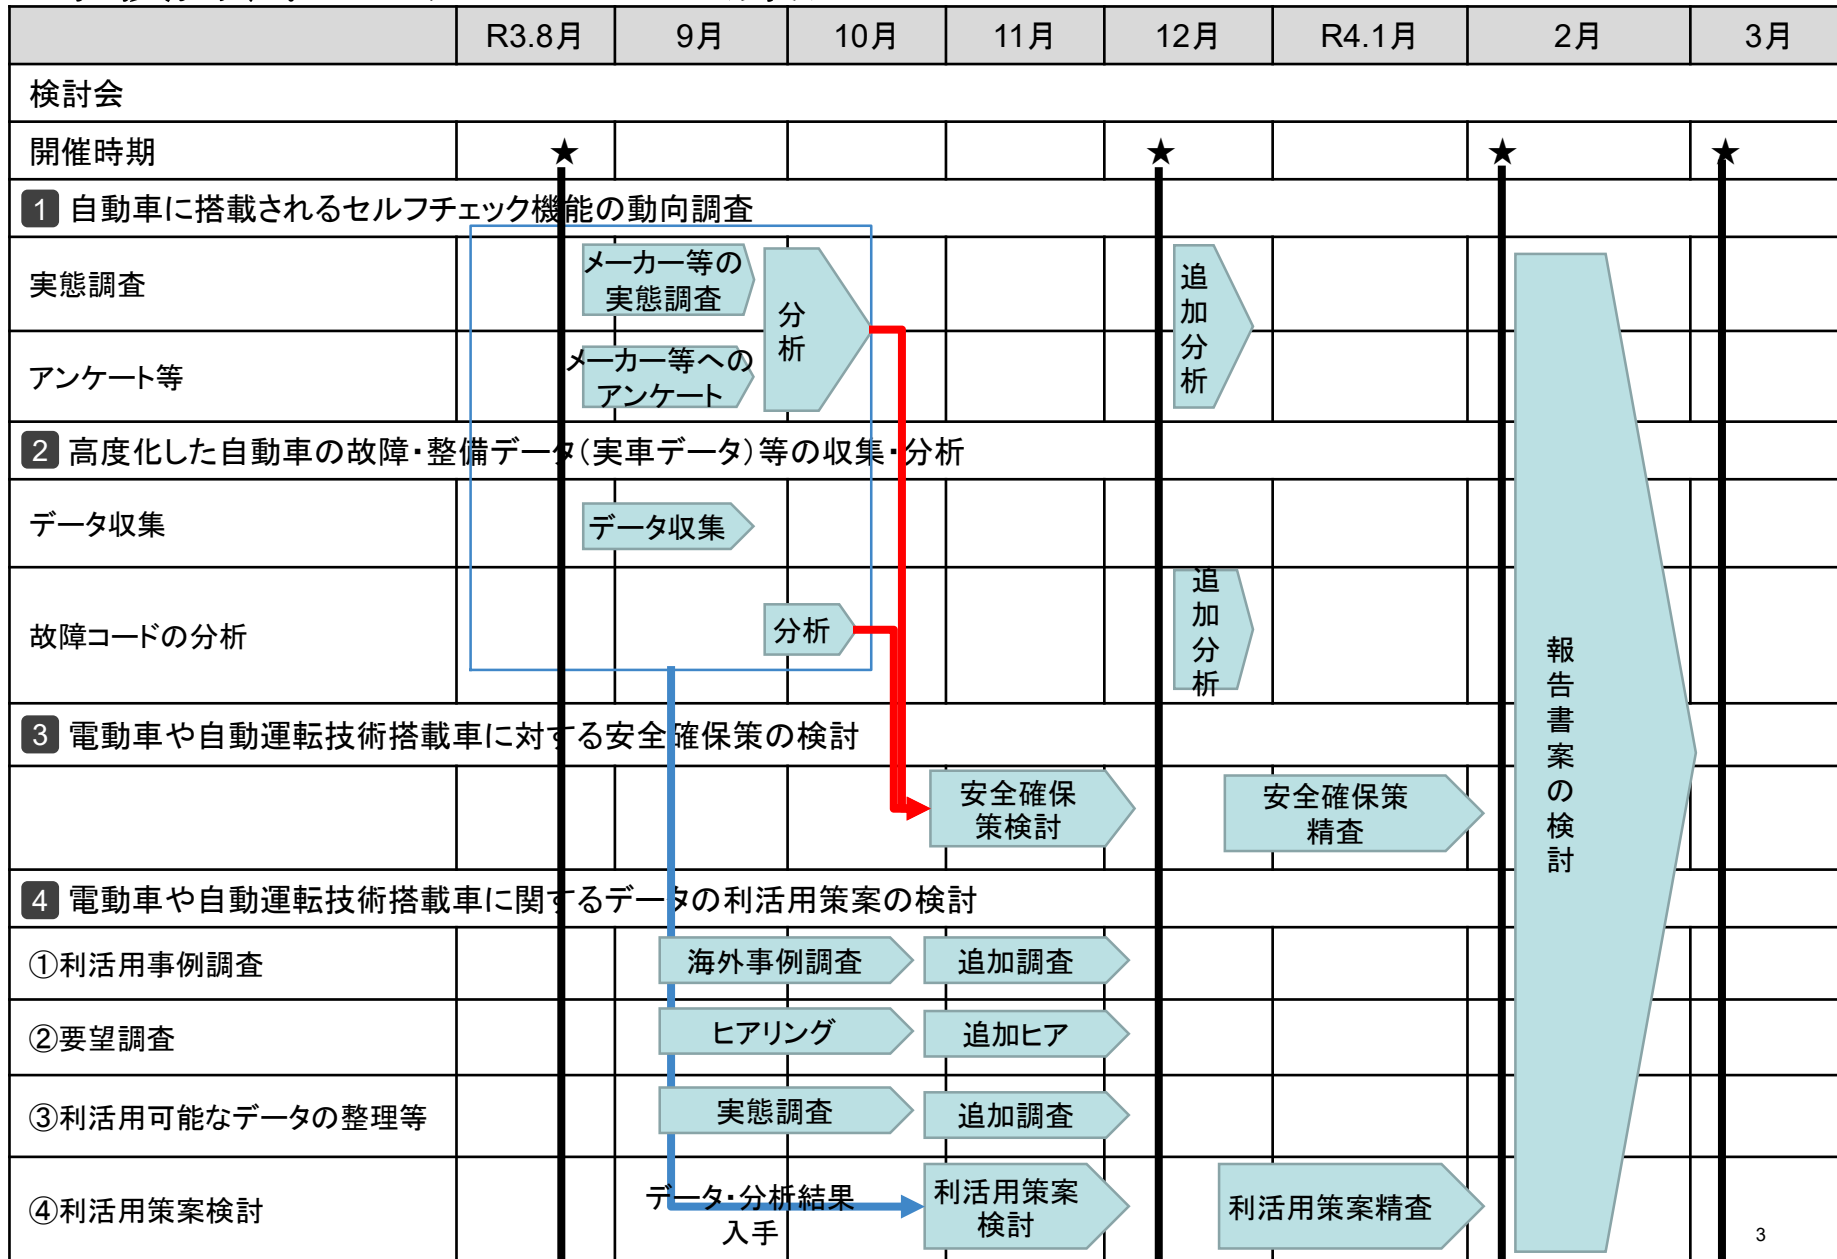 R3.8月 9月 10月 11月 12月 R4.1月 2月 3月
検討会
開催時期 ★ ★ ★ ★
1 自動車に搭載されるセルフチェック機能の動向調査
実態調査
メーカー等の
実態調査
分
析
追
加
分
析
アンケート等
メーカー等への
アンケート
2 高度化した自動車の故障・整備データ(実車データ)等の収集・分析
データ収集
データ収集
故障コードの分析
分析
追
加
分
析
報
告
書
案
の
検
討
3 電動車や自動運転技術搭載車に対する安全確保策の検討
安全確保
策検討
安全確保策
精査
4 電動車や自動運転技術搭載車に関するデータの利活用策案の検討
①利活用事例調査 海外事例調査 追加調査
②要望調査 ヒアリング 追加ヒア
③利活用可能なデータの整理等 実態調査 追加調査
④利活用策案検討
データ・分析結果
入手
利活用策案
検討
利活用策案精査
3